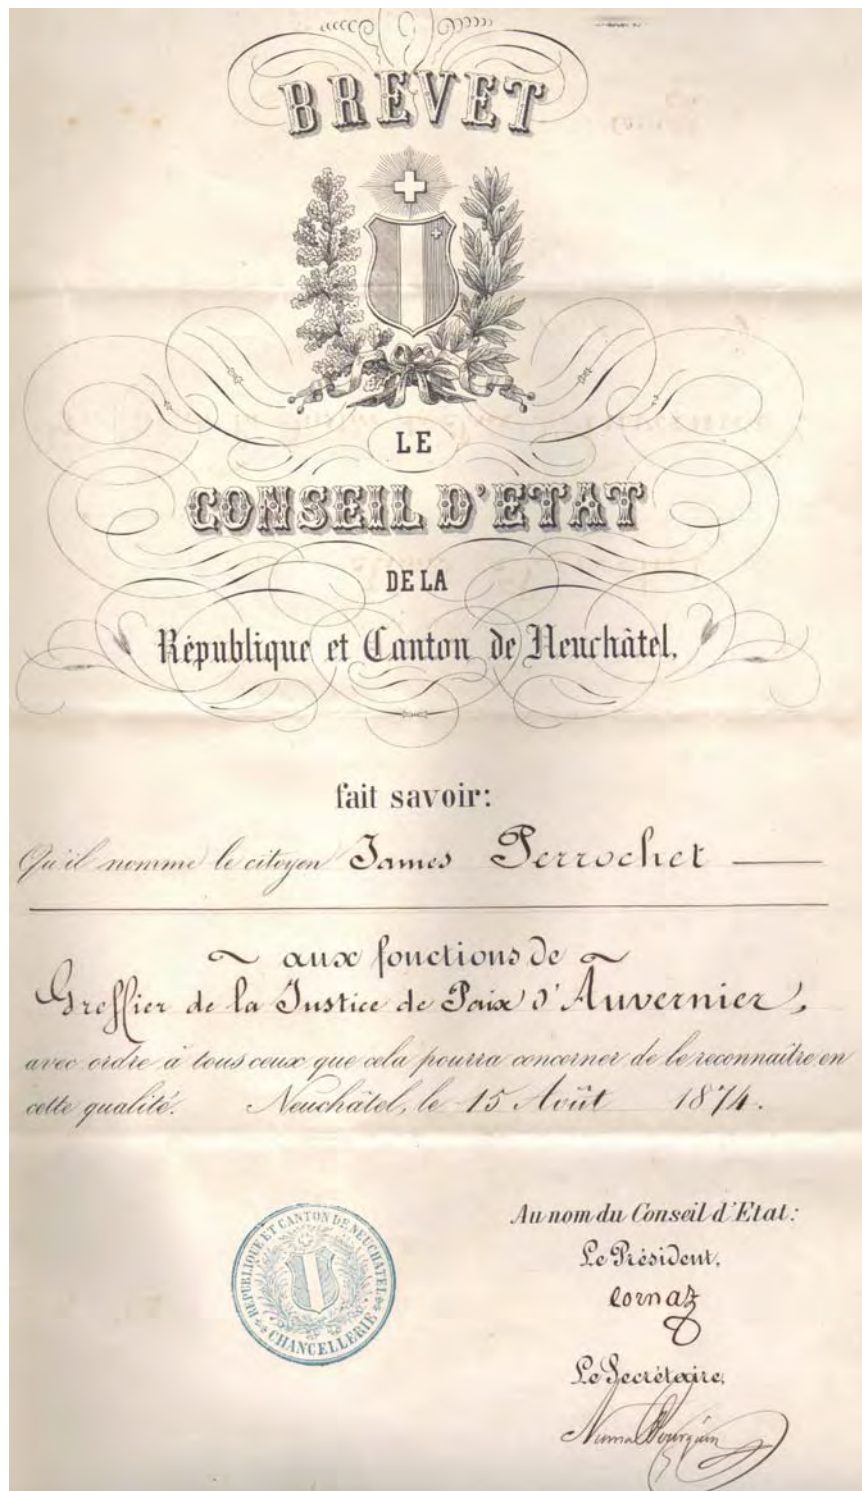 BREVET
LE
CONSEIL D'ETAT
DE LA
République et Canton de Neuchâtel,
fait savoir:
Qu'il nomme le citoyen James Perrochet
aux fonctions de
Greffier de la Justice de Paix d'Auvernier,
avec ordre à tous ceux que cela pourra concerner de le reconnaître en
cette qualité. Neuchâtel, le 15 Août 1874.
RÉPUBLIQUE ET CANTON DE NEUCHATEL
CHANCELLERIE
Au nom du Conseil d'Etat:
Le Président,
Cornaz
Le Secrétaire,
Numa Bourquin